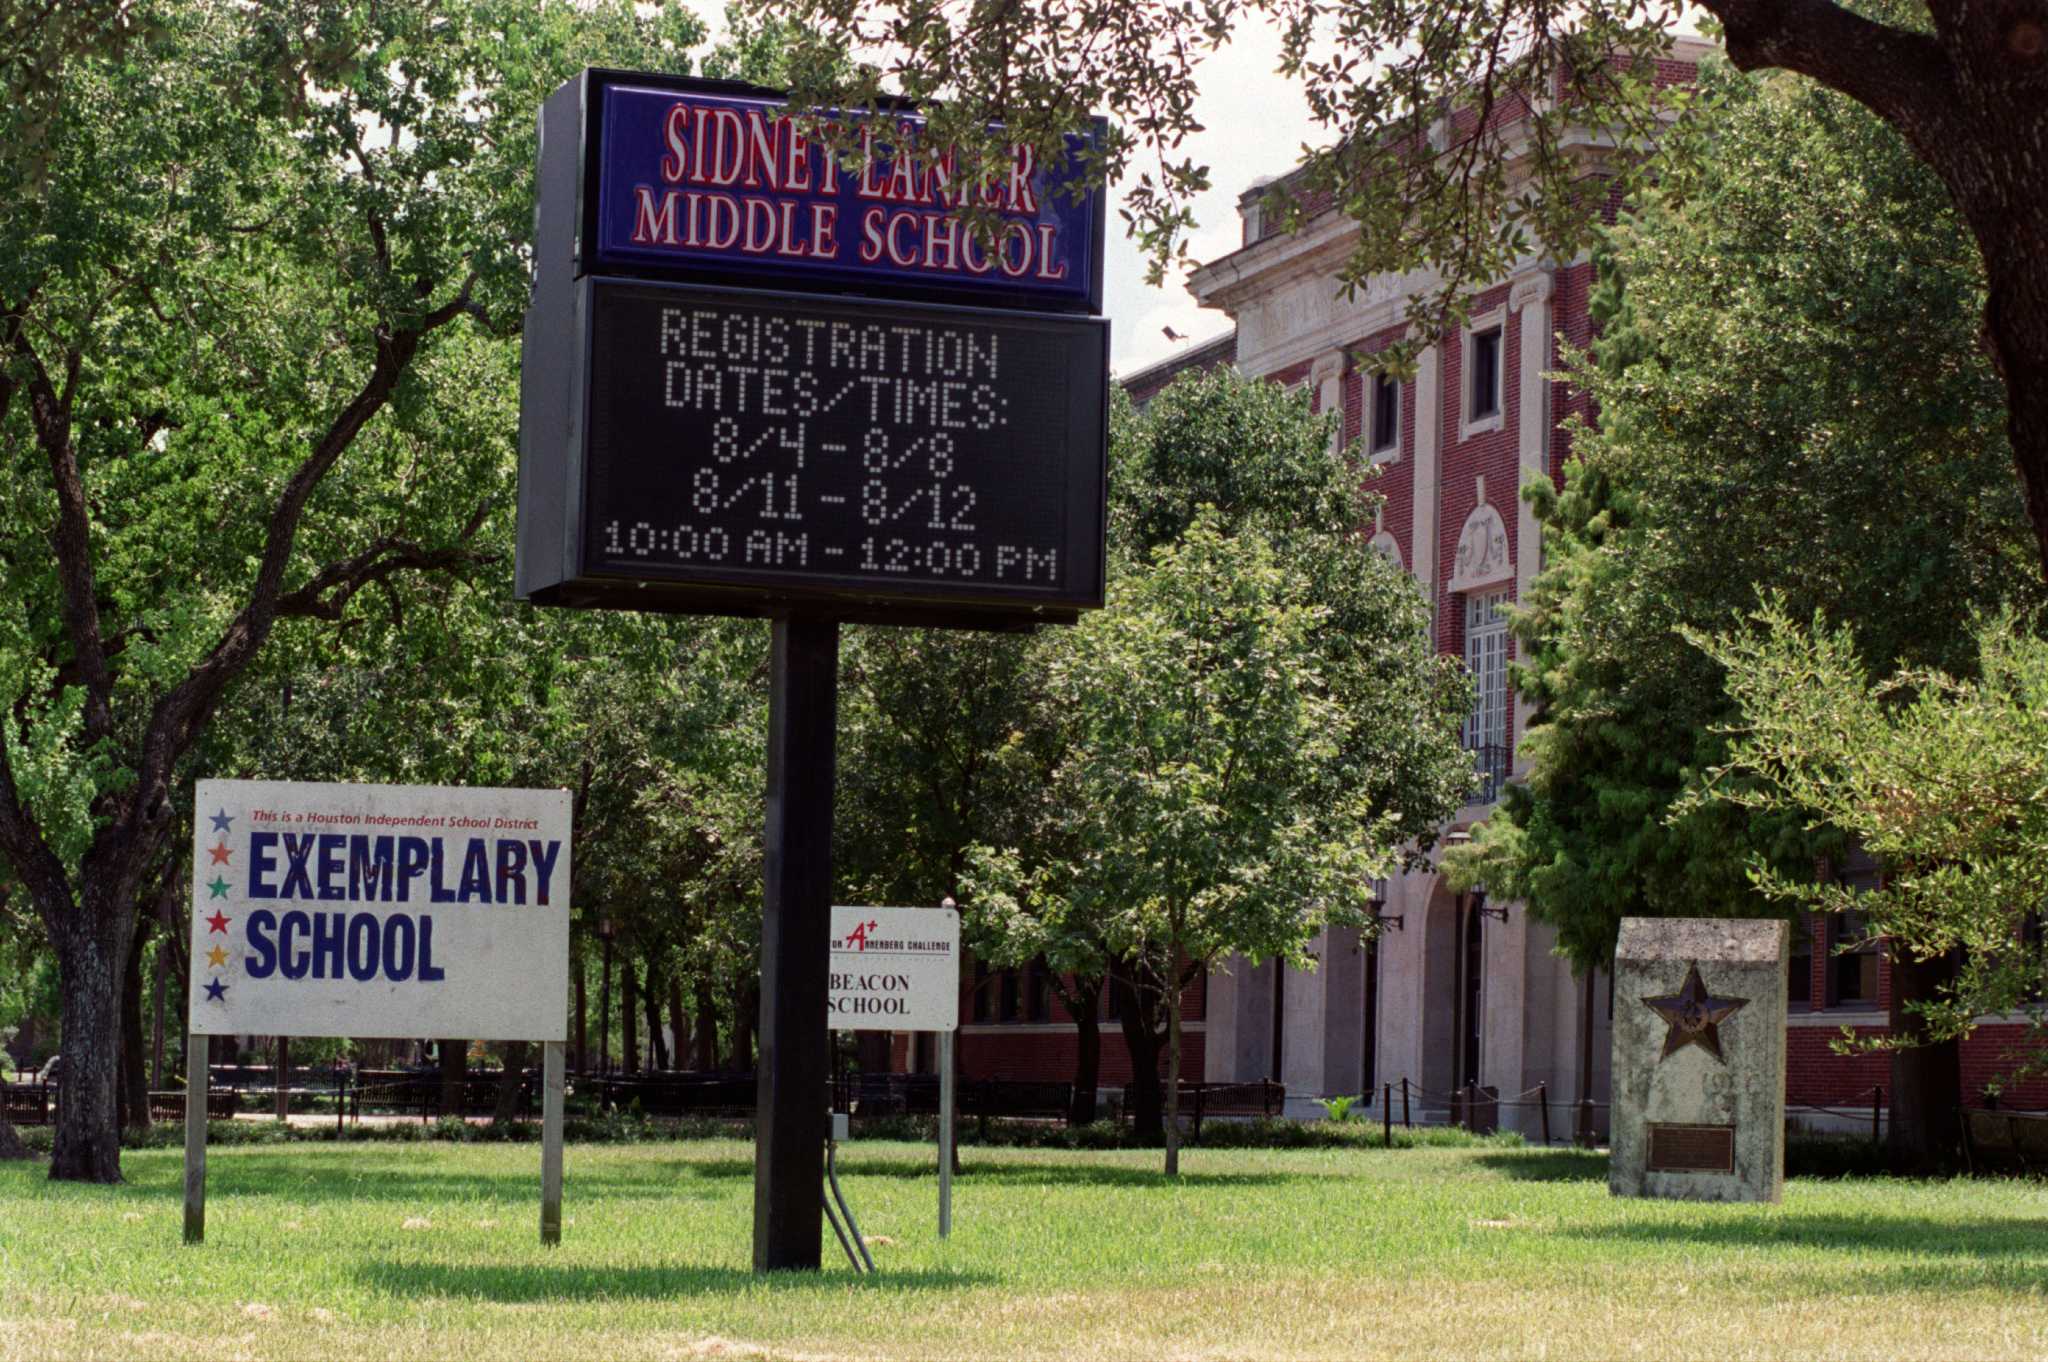 SIDNEY LANIER
MIDDLE SCHOOL
REGISTRATION
DATES/TIMES:
8/4 - 8/8
8/11 - 8/12
10:00 AM - 12:00 PM
This is a Houston Independent School District
EXEMPLARY
SCHOOL
A+ ANNENBERG CHALLENGE
BEACON
SCHOOL